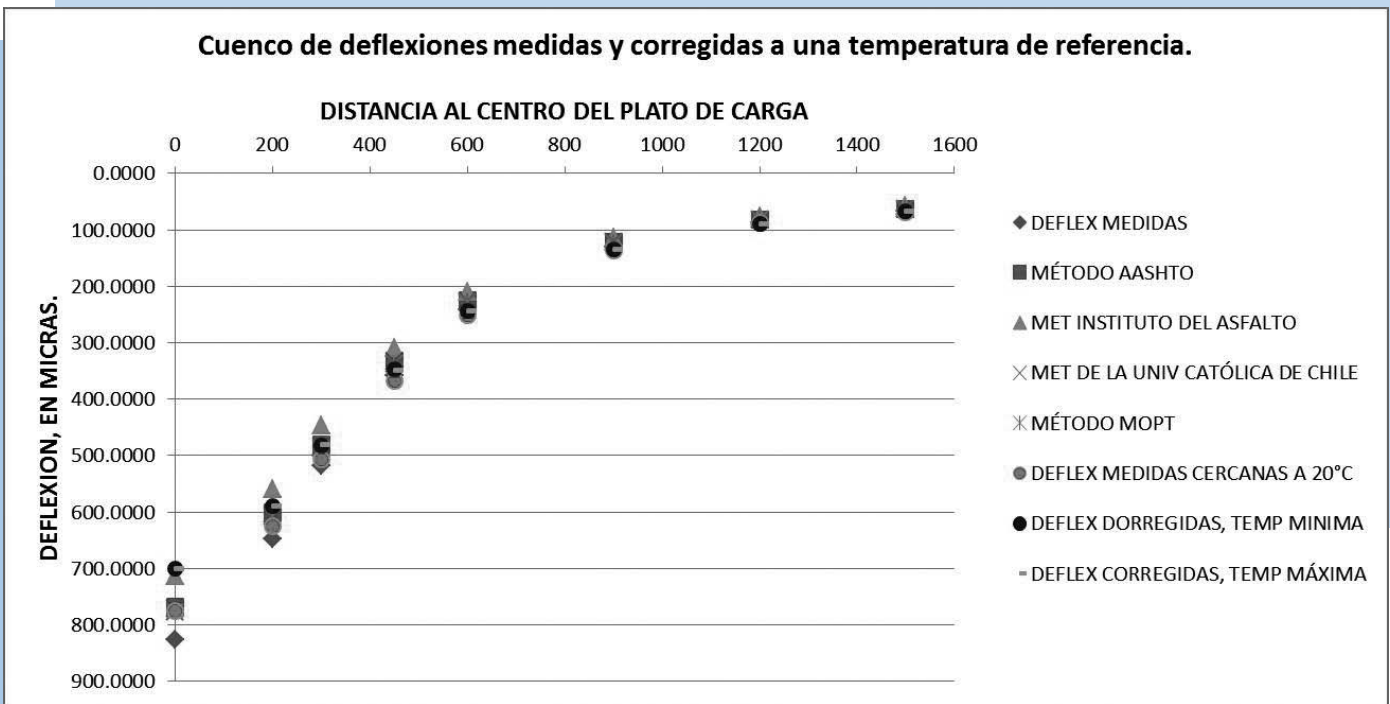 Cuenco de deflexiones medidas y corregidas a una temperatura de referencia.
DISTANCIA AL CENTRO DEL PLATO DE CARGA
0 200 400 600 800 1000 1200 1400 1600
0.0000
100.0000
200.0000
300.0000
400.0000
500.0000
600.0000
700.0000
800.0000
900.0000
DEFLEXION, EN MICRAS.
DEFLEX MEDIDAS
MÉTODO AASHTO
MET INSTITUTO DEL ASFALTO
MET DE LA UNIV CATÓLICA DE CHILE
MÉTODO MOPT
DEFLEX MEDIDAS CERCANAS A 20°C
DEFLEX DORREGIDAS, TEMP MINIMA
DEFLEX CORREGIDAS, TEMP MÁXIMA